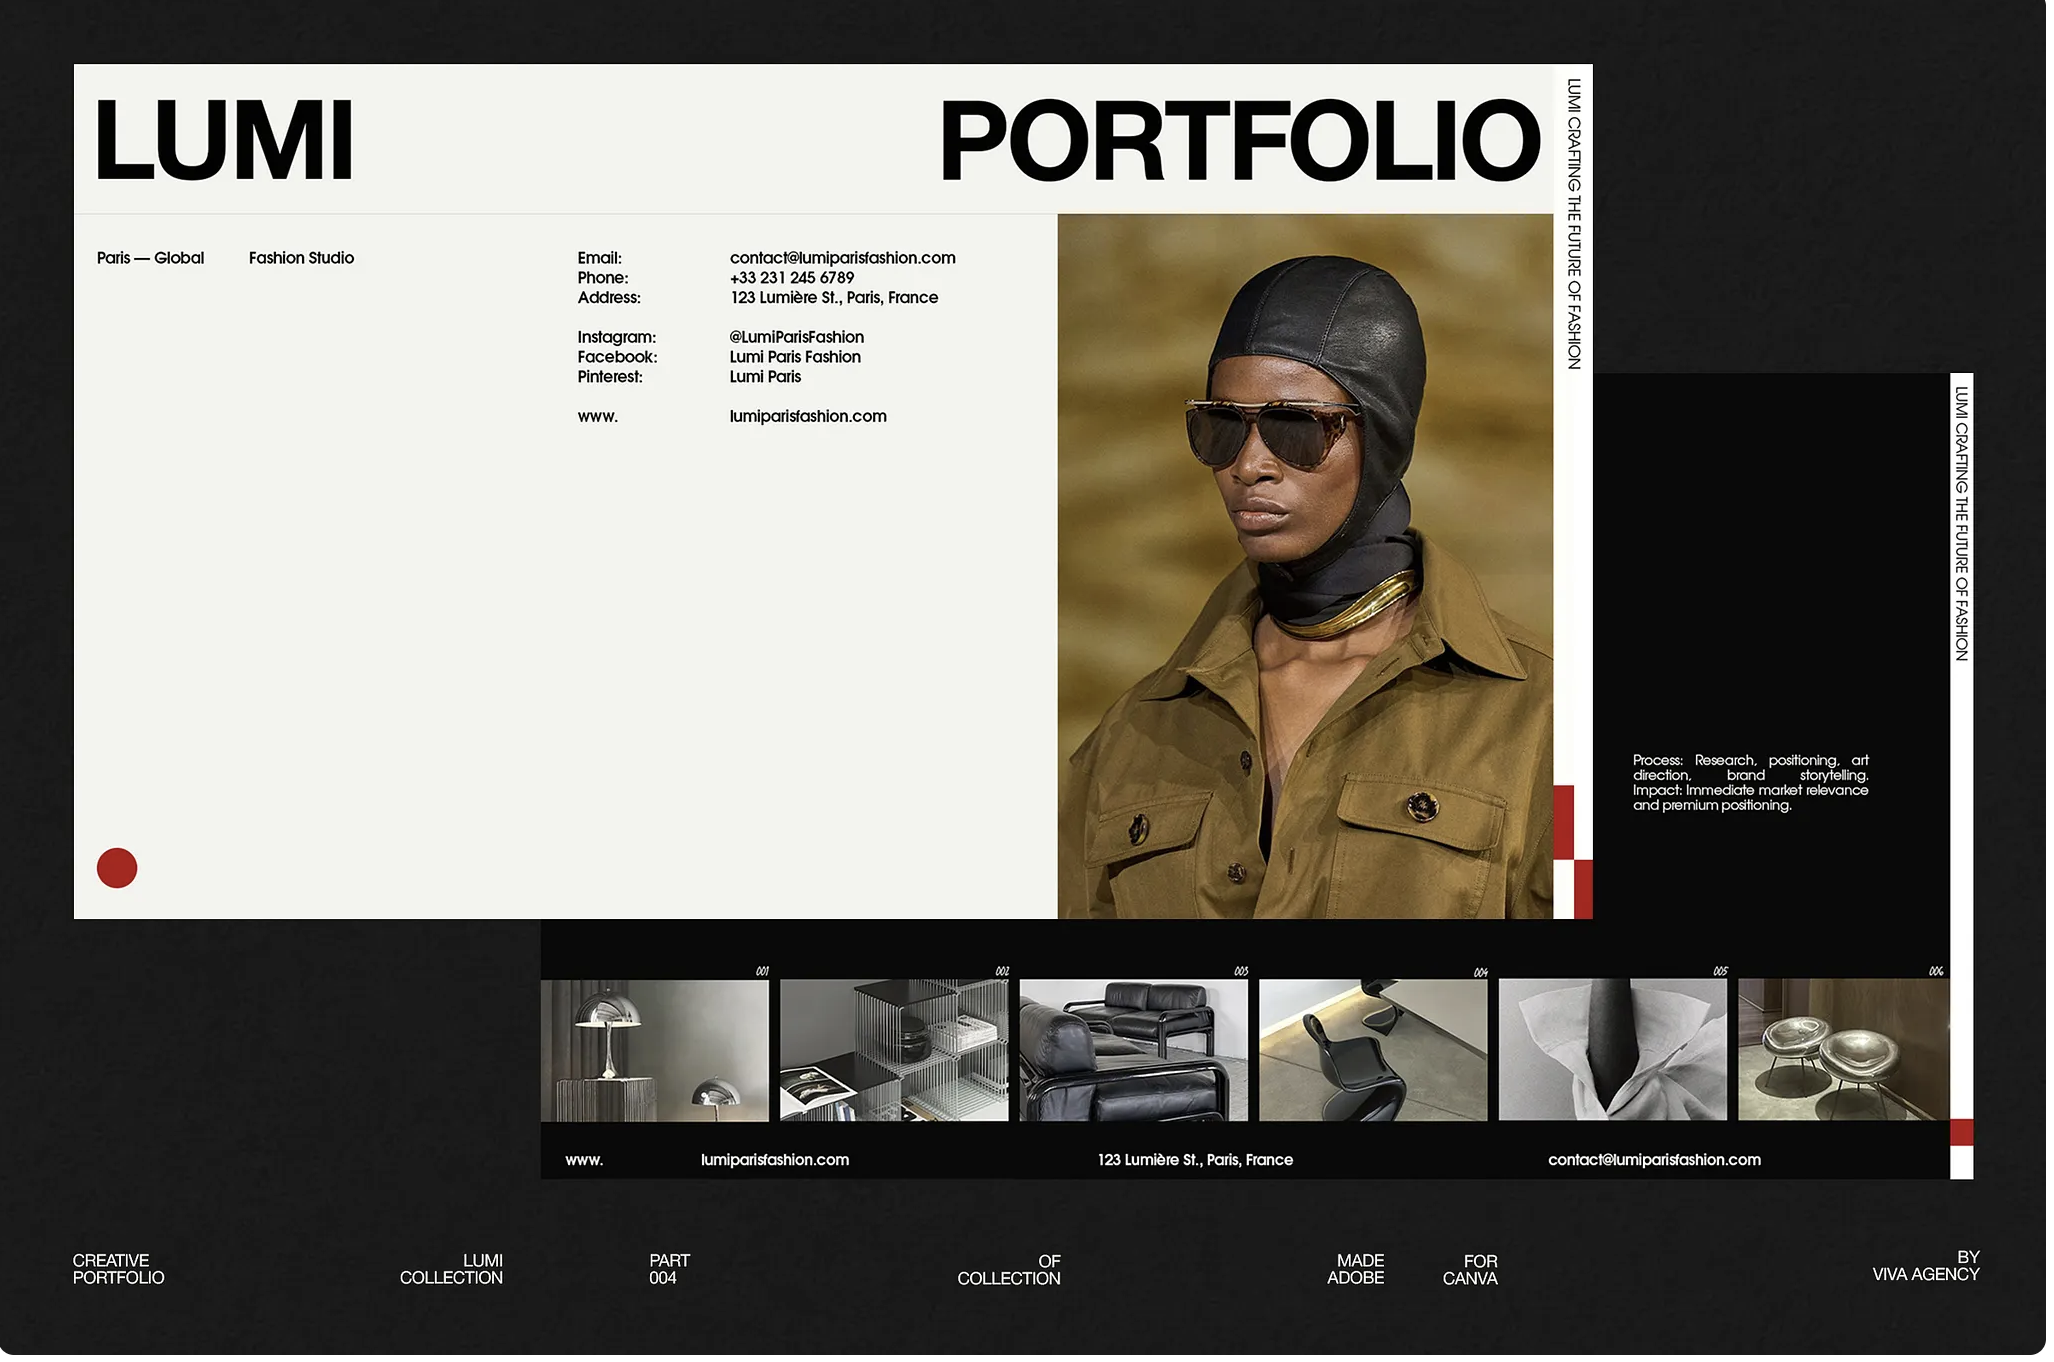 LUMI PORTFOLIO
LUMI CRAFTING THE FUTURE OF FASHION
Paris — Global Fashion Studio
Email: contact@lumiparisfashion.com
Phone: +33 231 245 6789
Address: 123 Lumière St., Paris, France
Instagram: @LumiParisFashion
Facebook: Lumi Paris Fashion
Pinterest: Lumi Paris
www. lumiparisfashion.com
LUMI CRAFTING THE FUTURE OF FASHION
Process: Research, positioning, art
direction, brand storytelling.
Impact: Immediate market relevance
and premium positioning.
001 002 003 004 005 006
www. lumiparisfashion.com 123 Lumière St., Paris, France contact@lumiparisfashion.com
CREATIVE
PORTFOLIO
LUMI
COLLECTION
PART
004
OF
COLLECTION
MADE
ADOBE
FOR
CANVA
BY
VIVA AGENCY